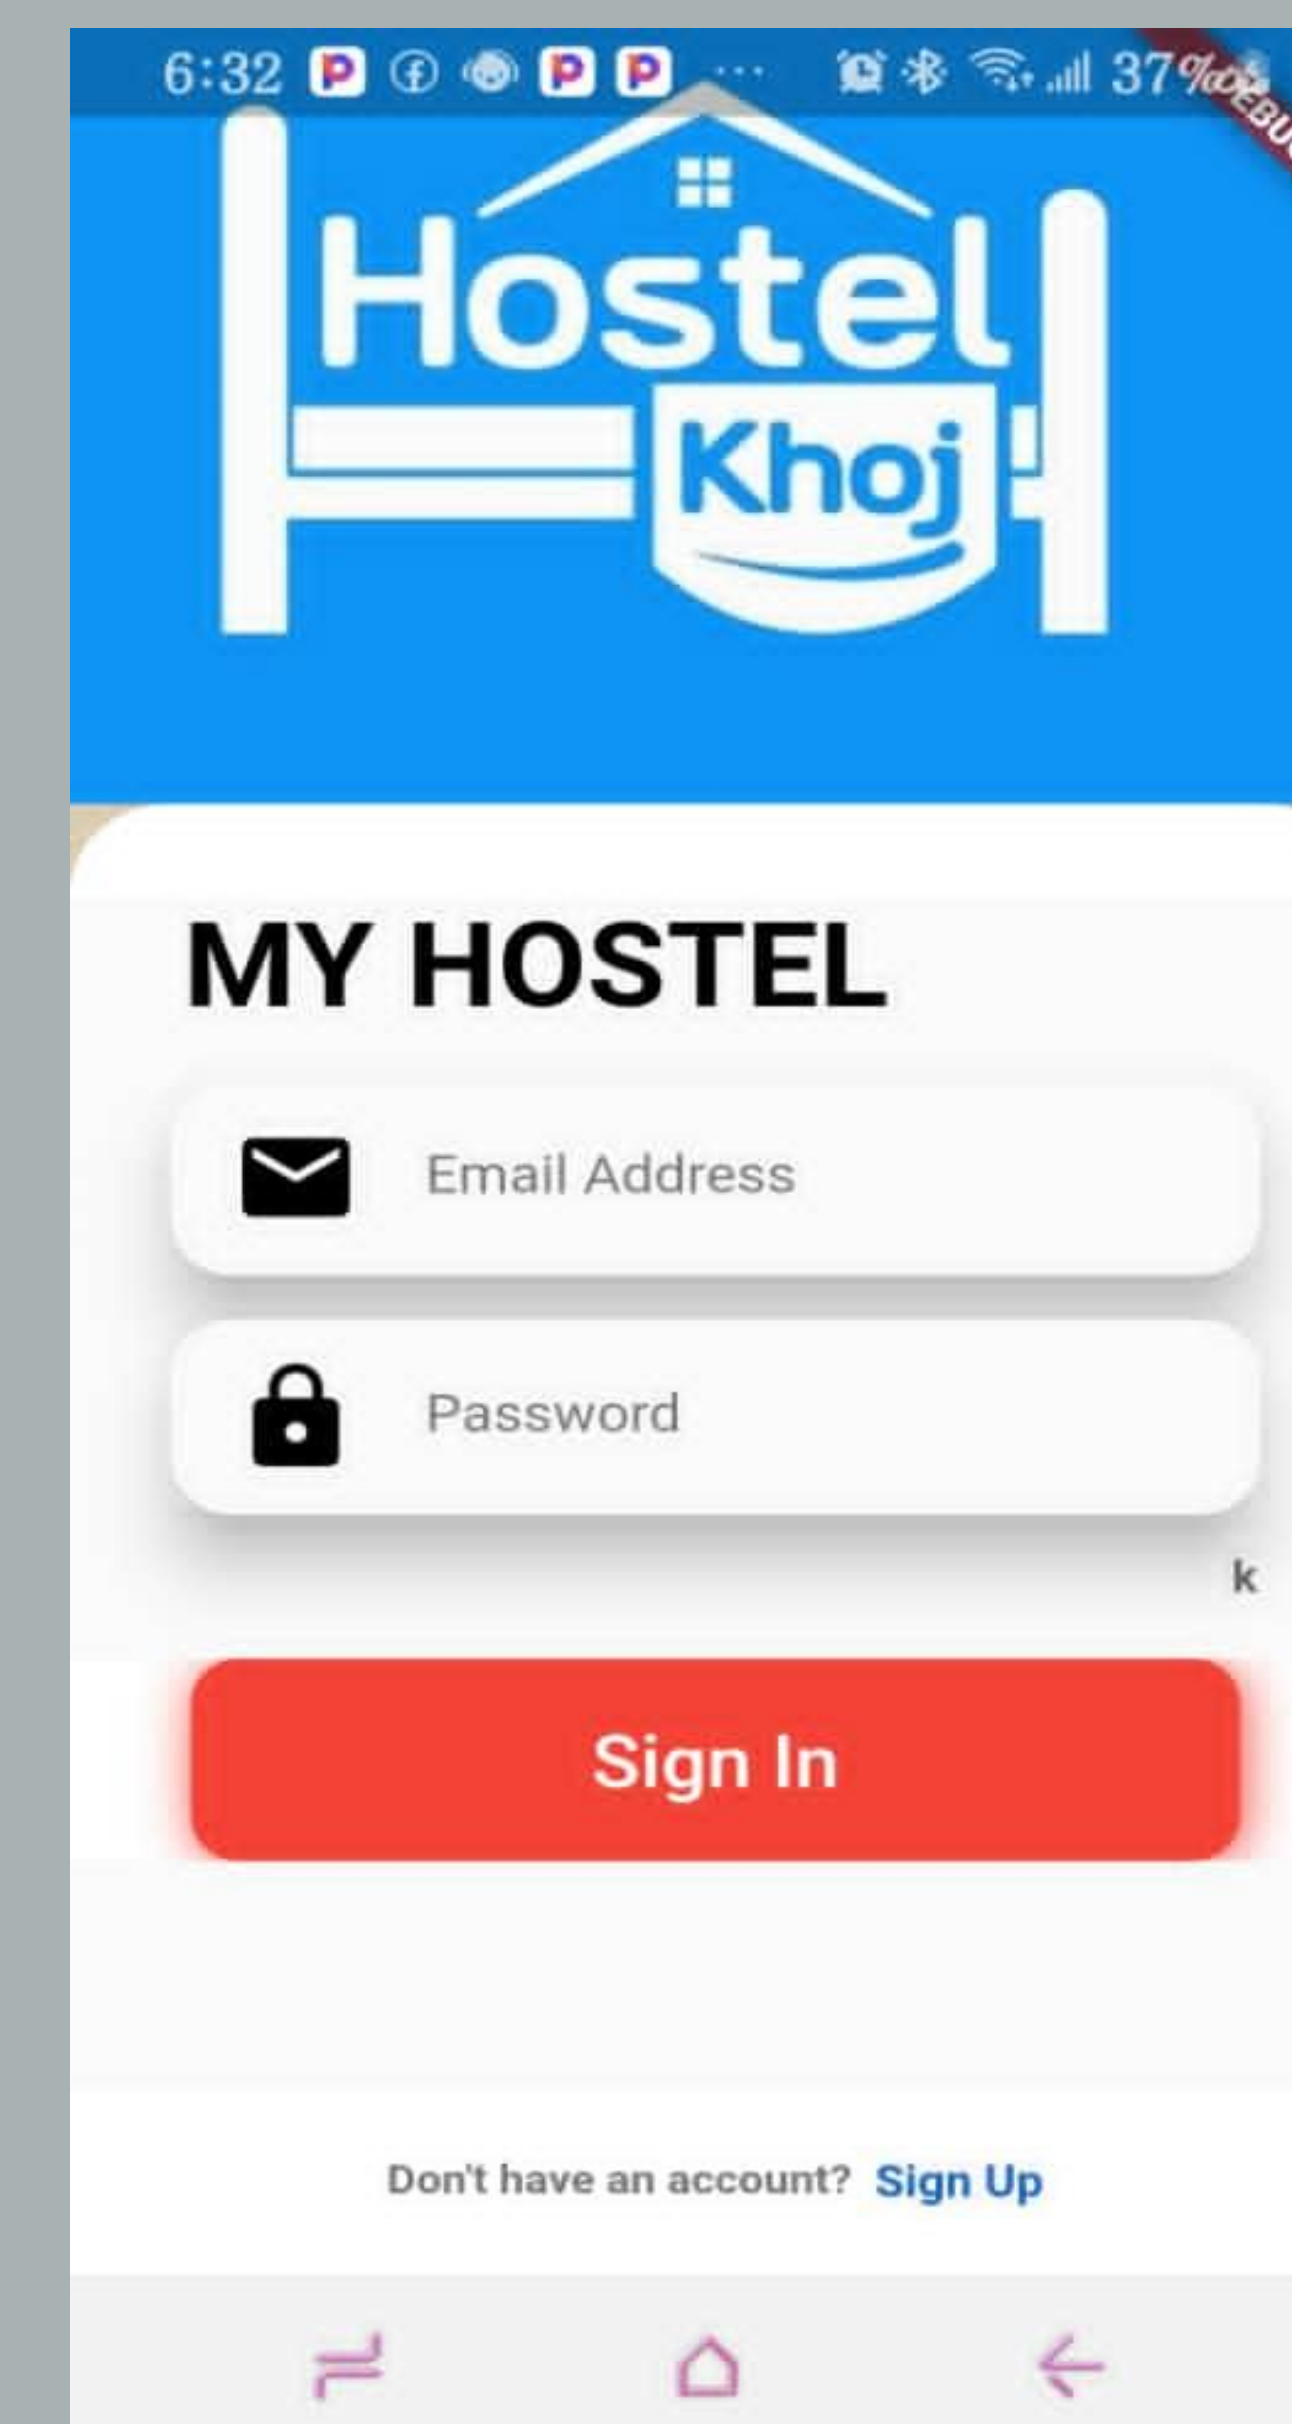 6:32 37%
DEBUG
Hostel
Khoj
MY HOSTEL
Email Address
Password
k
Sign In
Don't have an account? Sign Up